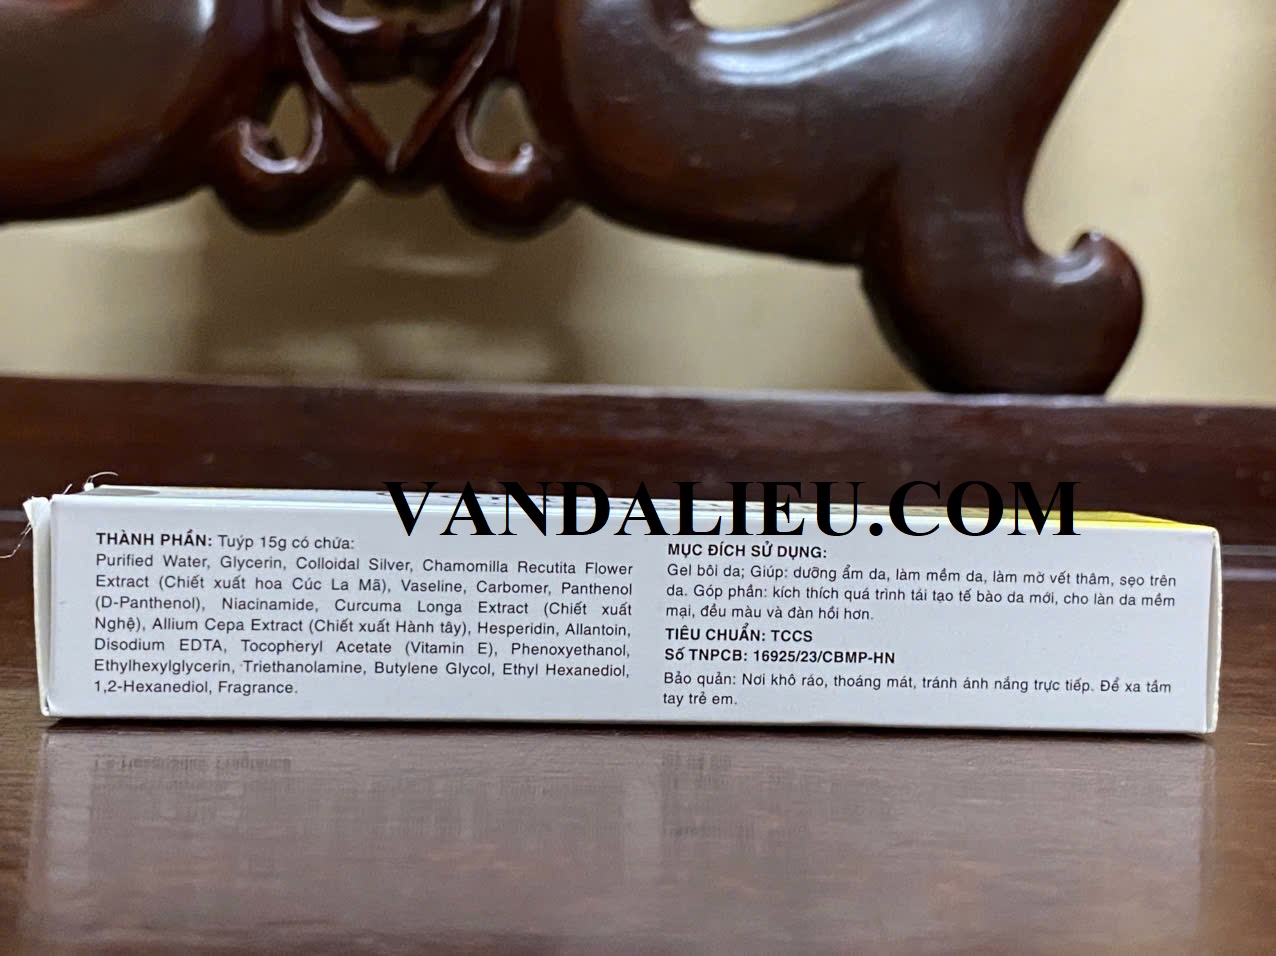 VANDALIEU.COM
THÀNH PHẦN: Tuýp 15g có chứa:
Purified Water, Glycerin, Colloidal Silver, Chamomilla Recutita Flower
Extract (Chiết xuất hoa Cúc La Mã), Vaseline, Carbomer, Panthenol
(D-Panthenol), Niacinamide, Curcuma Longa Extract (Chiết xuất
Nghệ), Allium Cepa Extract (Chiết xuất Hành tây), Hesperidin, Allantoin,
Disodium EDTA, Tocopheryl Acetate (Vitamin E), Phenoxyethanol,
Ethylhexylglycerin, Triethanolamine, Butylene Glycol, Ethyl Hexanediol,
1,2-Hexanediol, Fragrance.
MỤC ĐÍCH SỬ DỤNG:
Gel bôi da; Giúp: dưỡng ẩm da, làm mềm da, làm mờ vết thâm, sẹo trên
da. Góp phần: kích thích quá trình tái tạo tế bào da mới, cho làn da mềm
mại, đều màu và đàn hồi hơn.
TIÊU CHUẨN: TCCS
Số TNPCB: 16925/23/CBMP-HN
Bảo quản: Nơi khô ráo, thoáng mát, tránh ánh nắng trực tiếp. Để xa tầm
tay trẻ em.